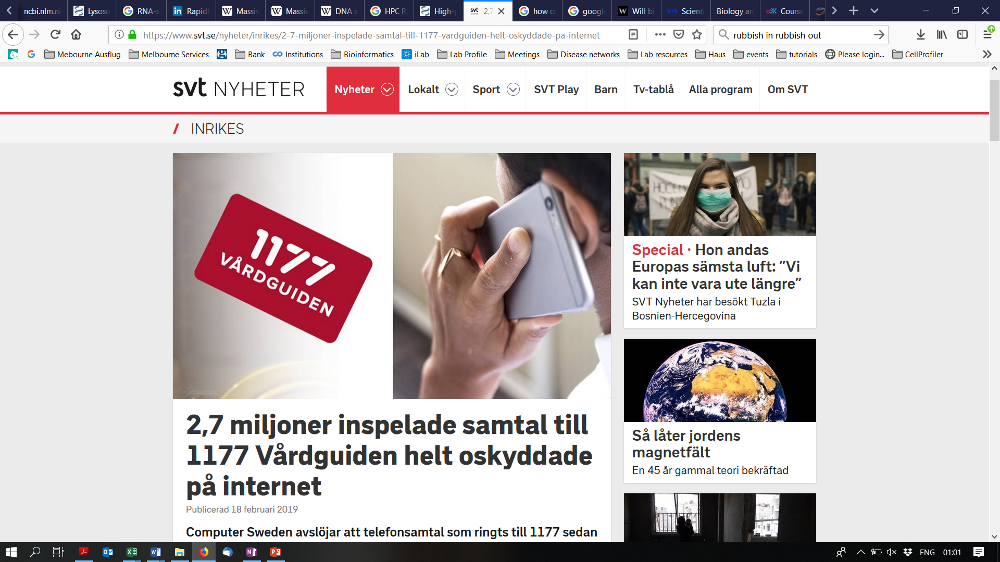 ncbi.nlm.ni
Lysoso
RNA-s
Rapidl
Massiv
Massiv
DNA s
HPC R
High-p
svt 2,7
how c
googl
W Will bi
VOA Scienti
Biology an
edX Cours
https://www.svt.se/nyheter/inrikes/2-7-miljoner-inspelade-samtal-till-1177-vardguiden-helt-oskyddade-pa-internet
rubbish in rubbish out
Mebourne Ausflug
Melbourne Services
Bank
Institutions
Bioinformatics
iLab
Lab Profile
Meetings
Disease networks
Lab resources
Haus
events
tutorials
Please login...
CellProfiler
svt NYHETER
Nyheter
Lokalt
Sport
SVT Play
Barn
Tv-tablå
Alla program
Om SVT
/ INRIKES
1177
VÅRDGUIDEN
2,7 miljoner inspelade samtal till
1177 Vårdguiden helt oskyddade
på internet
Publicerad 18 februari 2019
Computer Sweden avslöjar att telefonsamtal som ringts till 1177 sedan
Special · Hon andas
Europas sämsta luft: ”Vi
kan inte vara ute längre”
SVT Nyheter har besökt Tuzla i
Bosnien-Hercegovina
Så låter jordens
magnetfält
En 45 år gammal teori bekräftad
ENG
01:01